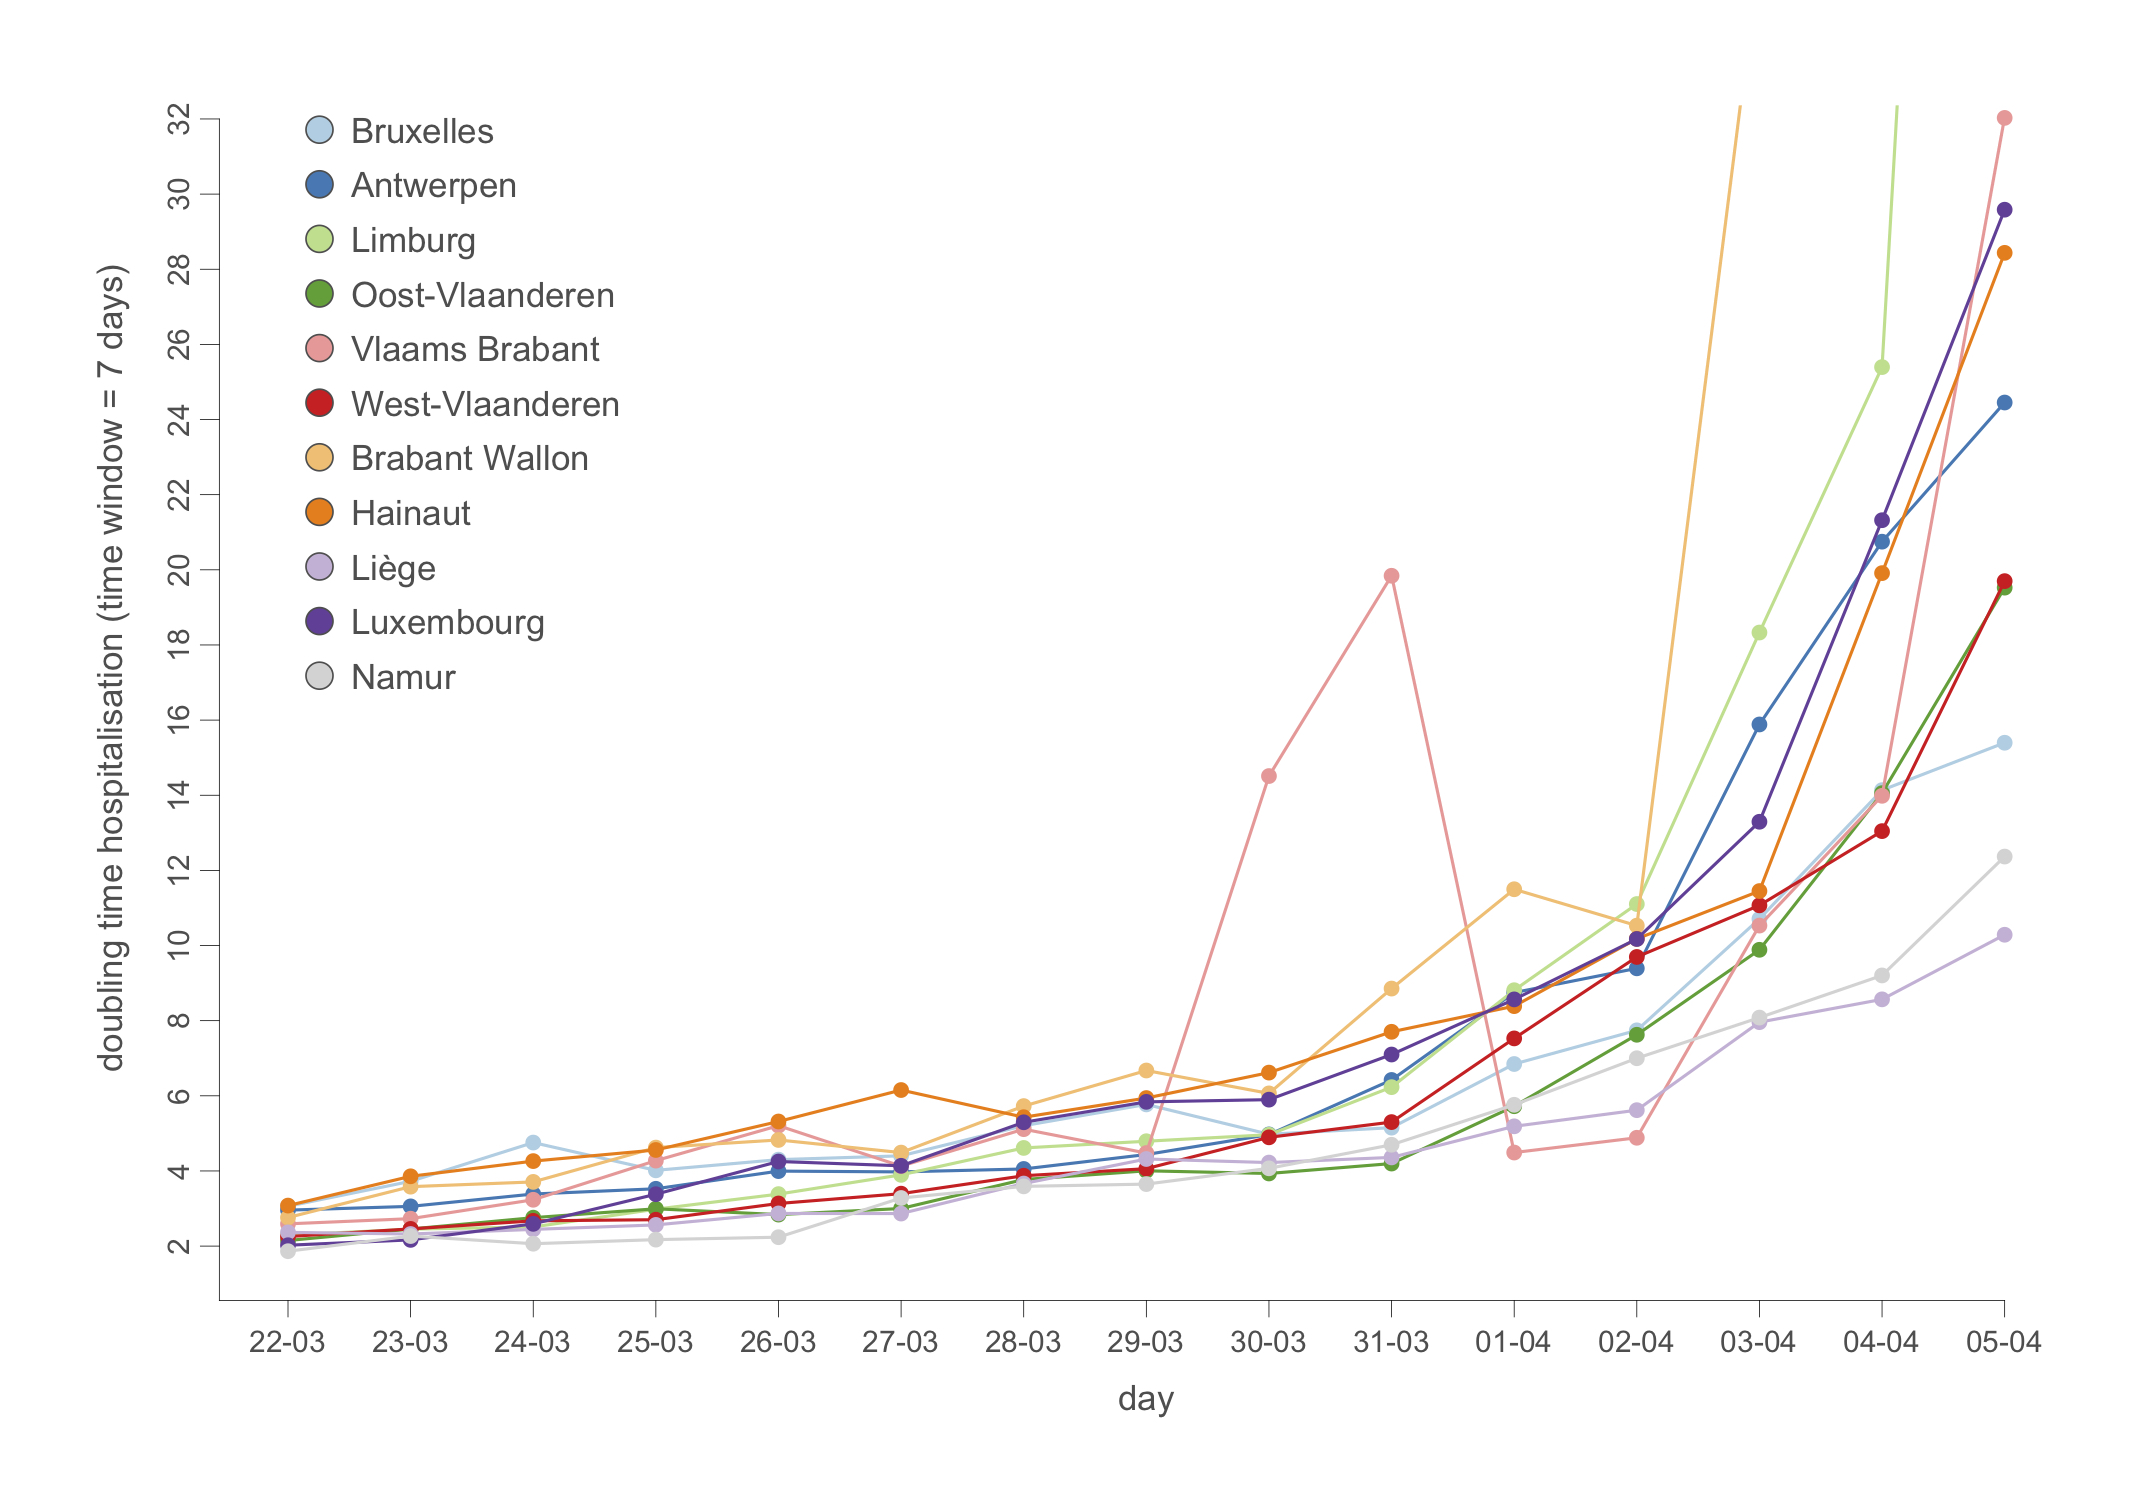 doubling time hospitalisation (time window = 7 days)
32
30
28
26
24
22
20
18
16
14
12
10
8
6
4
2
Bruxelles
Antwerpen
Limburg
Oost-Vlaanderen
Vlaams Brabant
West-Vlaanderen
Brabant Wallon
Hainaut
Liège
Luxembourg
Namur
22-03 23-03 24-03 25-03 26-03 27-03 28-03 29-03 30-03 31-03 01-04 02-04 03-04 04-04 05-04
day